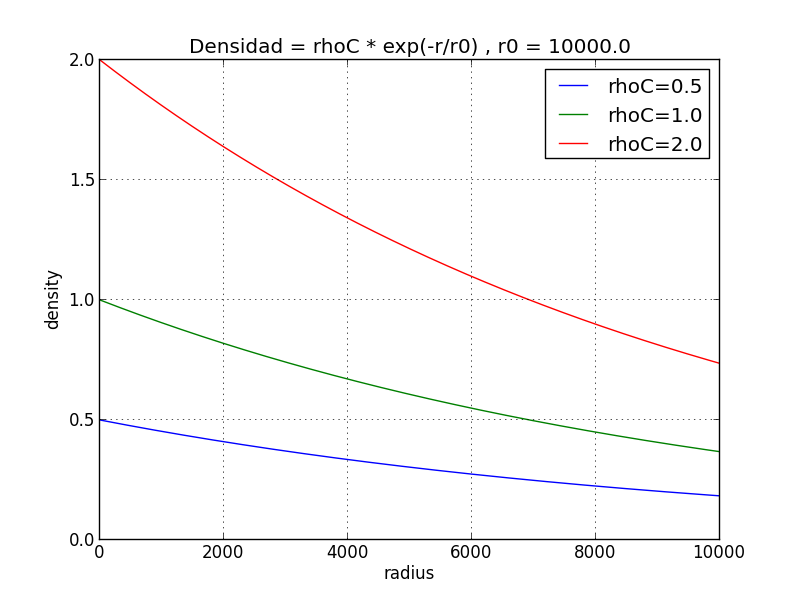 Densidad = rhoC * exp(-r/r0) , r0 = 10000.0
rhoC=0.5
rhoC=1.0
rhoC=2.0
2.0
1.5
1.0
0.5
0.0
density
0 2000 4000 6000 8000 10000
radius